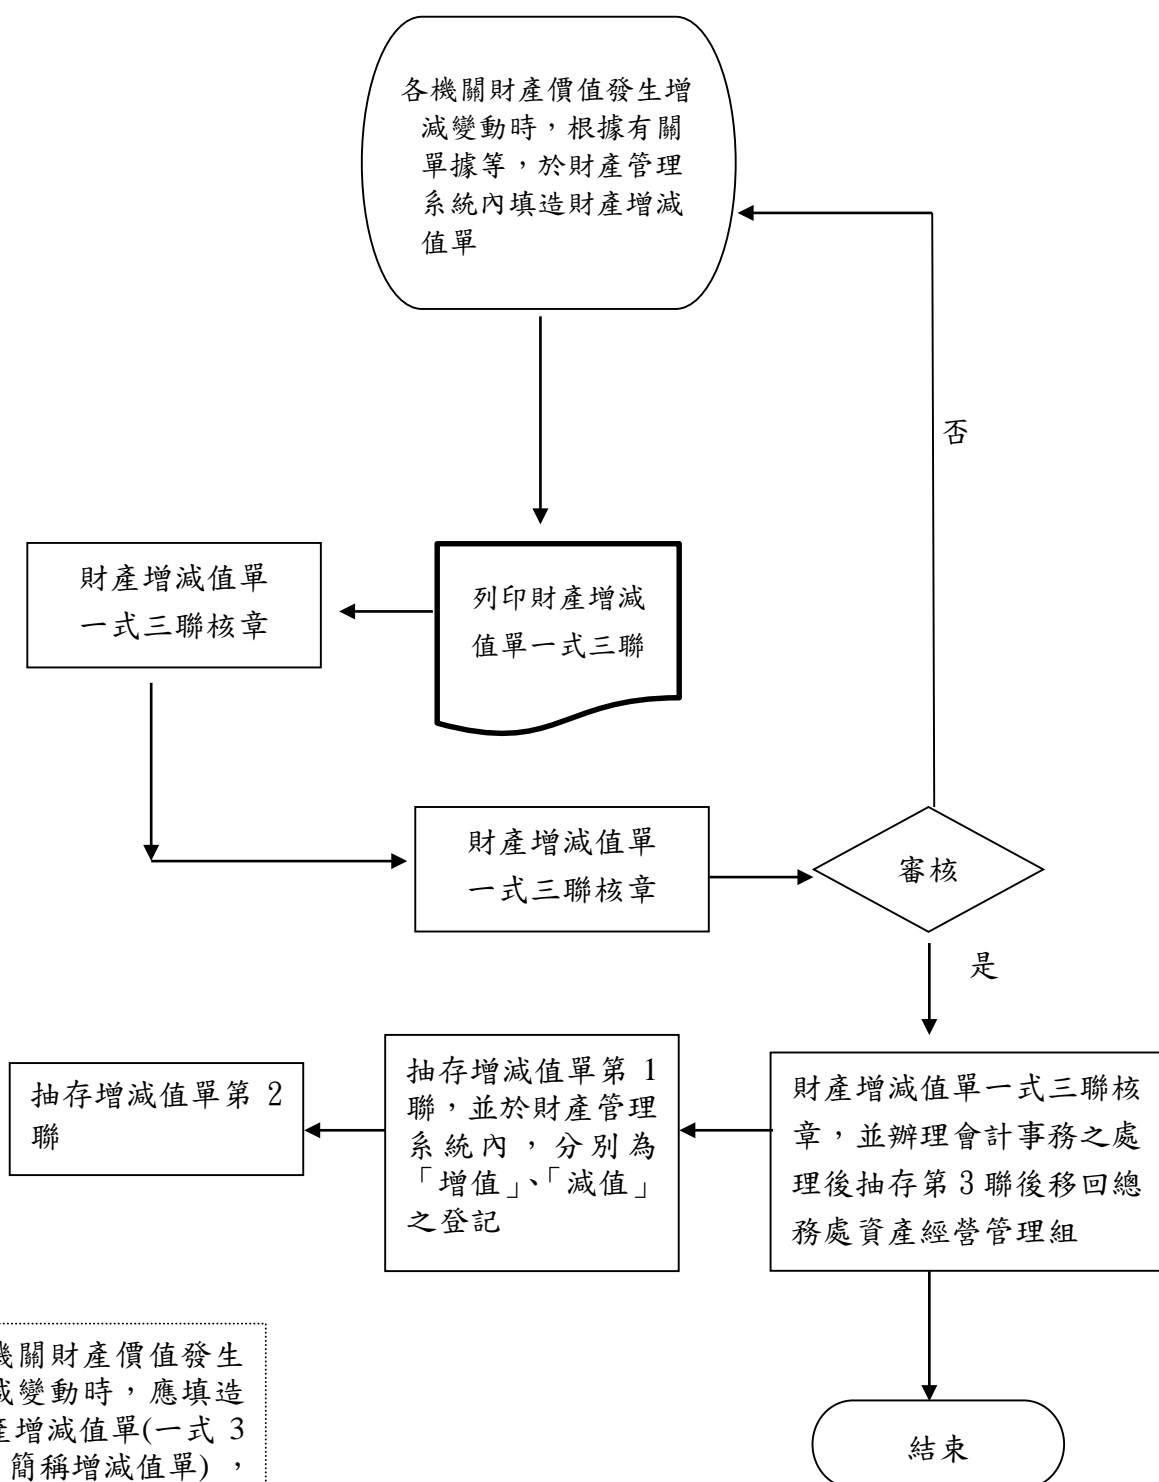 各機關財產價值發生增
減變動時，根據有關
單據等，於財產管理
系統內填造財產增減
值單
否
財產增減值單
一式三聯核章
列印財產增減
值單一式三聯
財產增減值單
一式三聯核章
審核
是
抽存增減值單第 2
聯
抽存增減值單第 1
聯，並於財產管理
系統內，分別為
「增值」、「減值」
之登記
財產增減值單一式三聯核
章，並辦理會計事務之處
理後抽存第 3 聯後移回總
務處資產經營管理組
機關財產價值發生
減變動時，應填造
產增減值單(一式 3
簡稱增減值單)，
結束